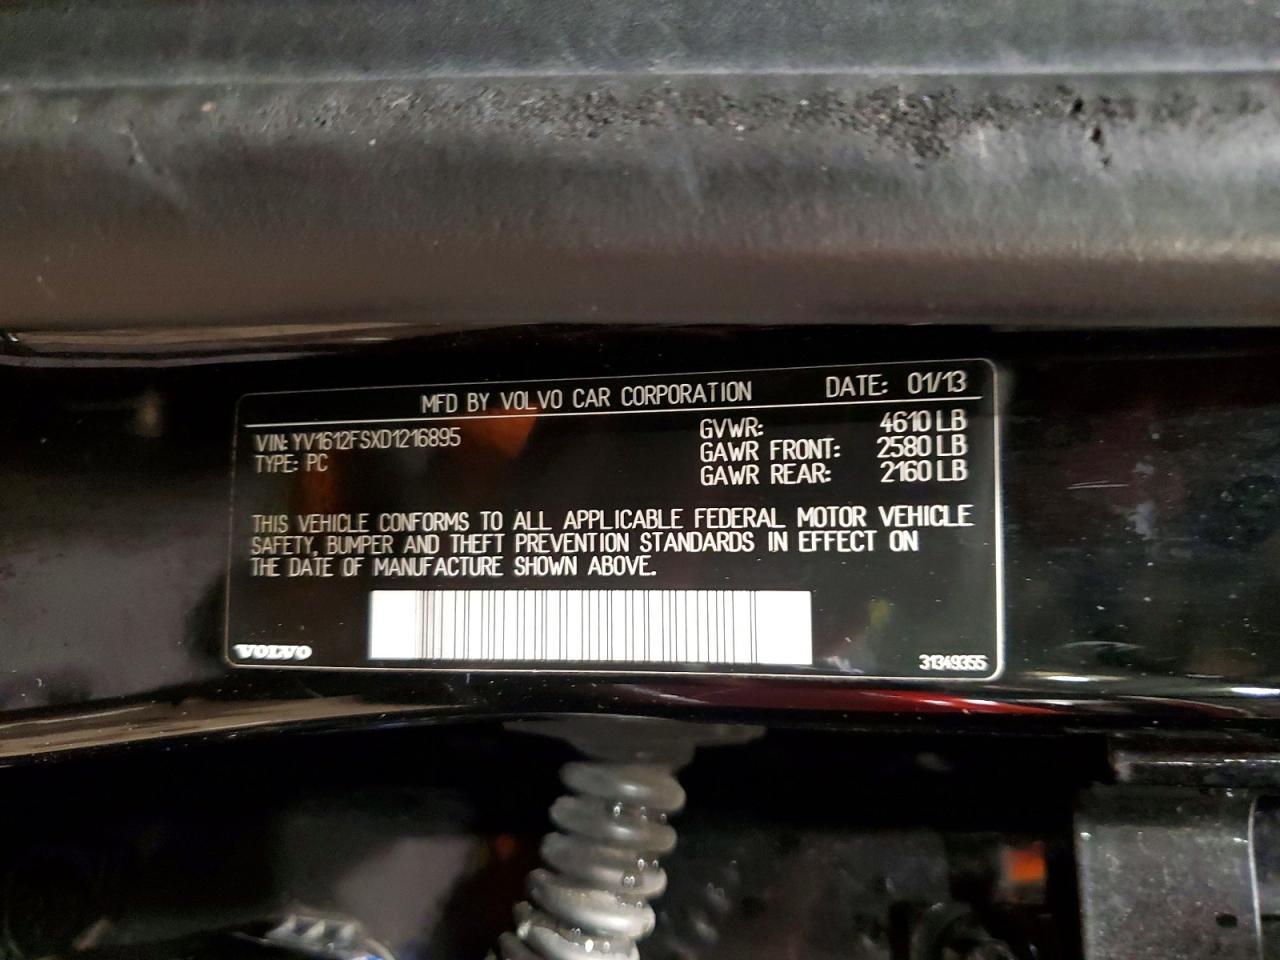 MFD BY VOLVO CAR CORPORATION DATE: 01/13
VIN: YV1612FSXD1216895 GVWR: 4610 LB
TYPE: PC GAWR FRONT: 2580 LB
GAWR REAR: 2160 LB
THIS VEHICLE CONFORMS TO ALL APPLICABLE FEDERAL MOTOR VEHICLE
SAFETY, BUMPER AND THEFT PREVENTION STANDARDS IN EFFECT ON
THE DATE OF MANUFACTURE SHOWN ABOVE.
VOLVO 31349355